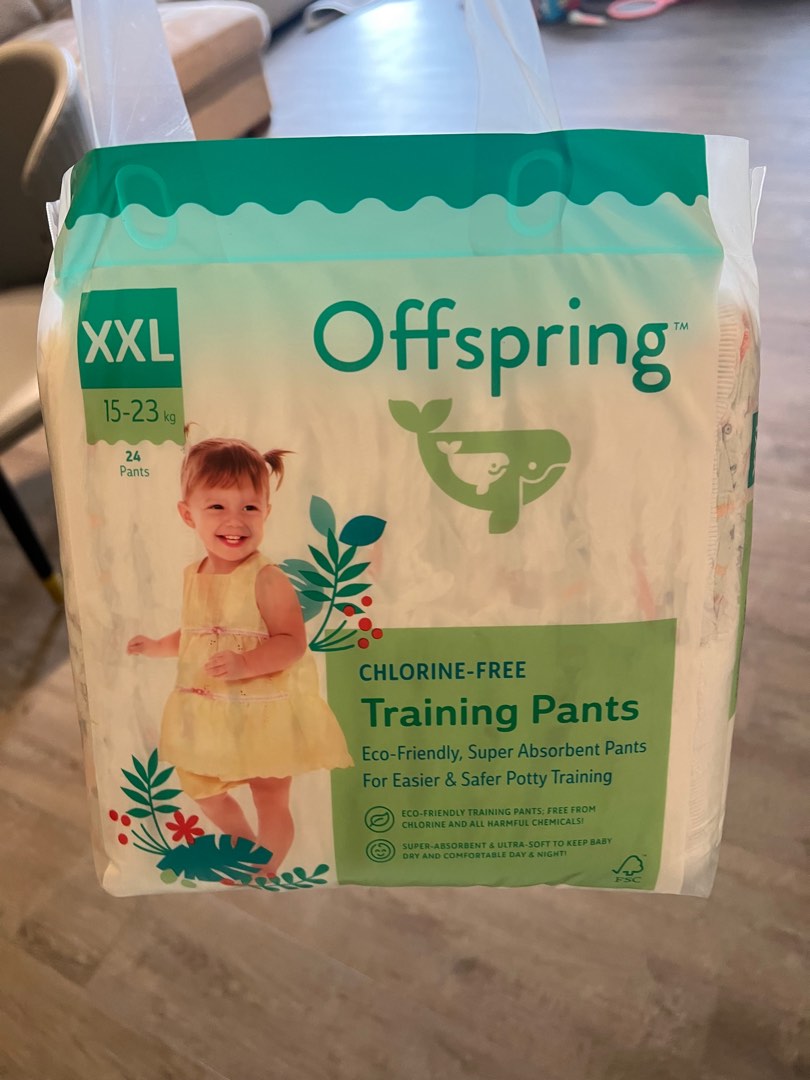 XXL
15-23 kg
24
Pants
Offspring™
CHLORINE-FREE
Training Pants
Eco-Friendly, Super Absorbent Pants
For Easier & Safer Potty Training
ECO-FRIENDLY TRAINING PANTS: FREE FROM
CHLORINE AND ALL HARMFUL CHEMICALS!
SUPER-ABSORBENT & ULTRA-SOFT TO KEEP BABY
DRY AND COMFORTABLE DAY & NIGHT!
FSC